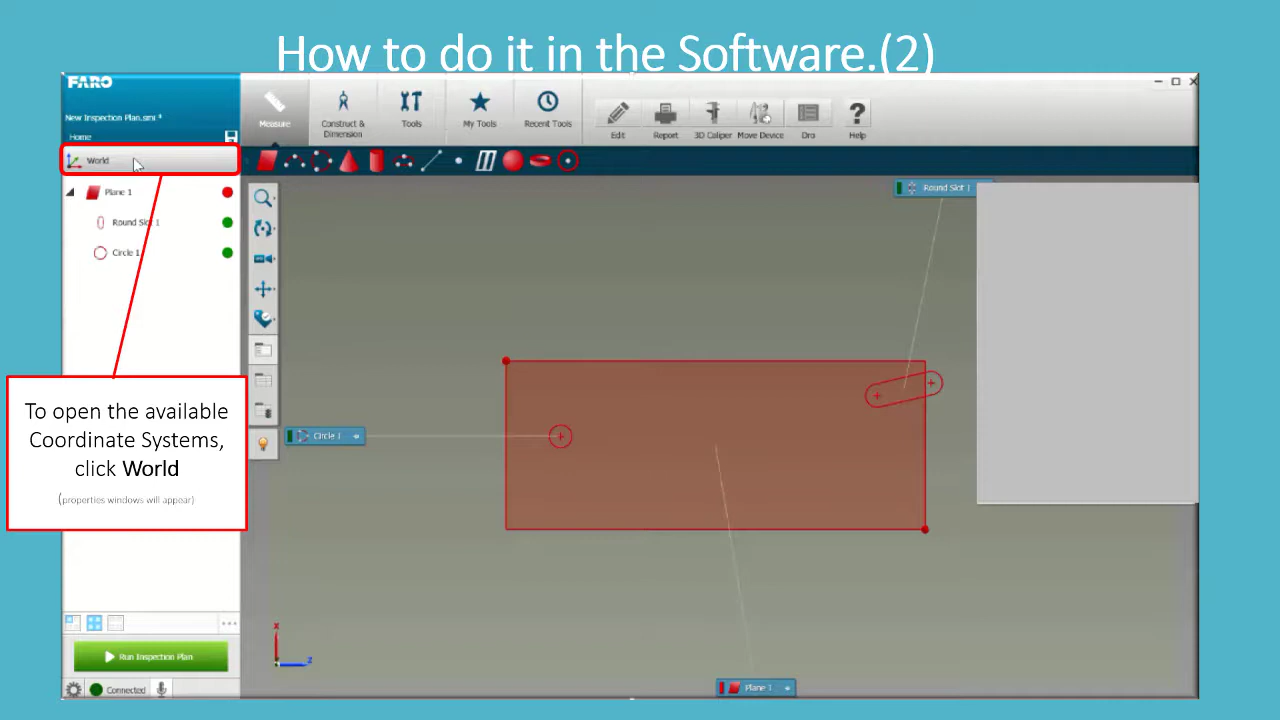 How to do it in the Software.(2)
FARO
New Inspection Plan.smx *
Home
World
Measure
Construct & Dimension
Tools
My Tools
Recent Tools
Edit
Report
3D Caliper
Move Device
Dro
Help
Plane 1
Round Slot 1
Circle 1
Round Slot 1
Circle 1
To open the available
Coordinate Systems,
click World
(properties windows will appear)
x
z
Plane 1
Run Inspection Plan
Connected